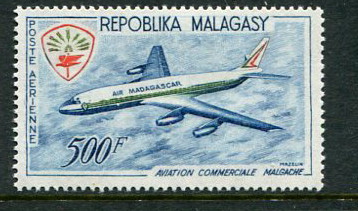 REPOBLIKA MALAGASY
POSTE AERIENNE
AIR MADAGASCAR
500F
MAZELIN
AVIATION COMMERCIALE MALGACHE